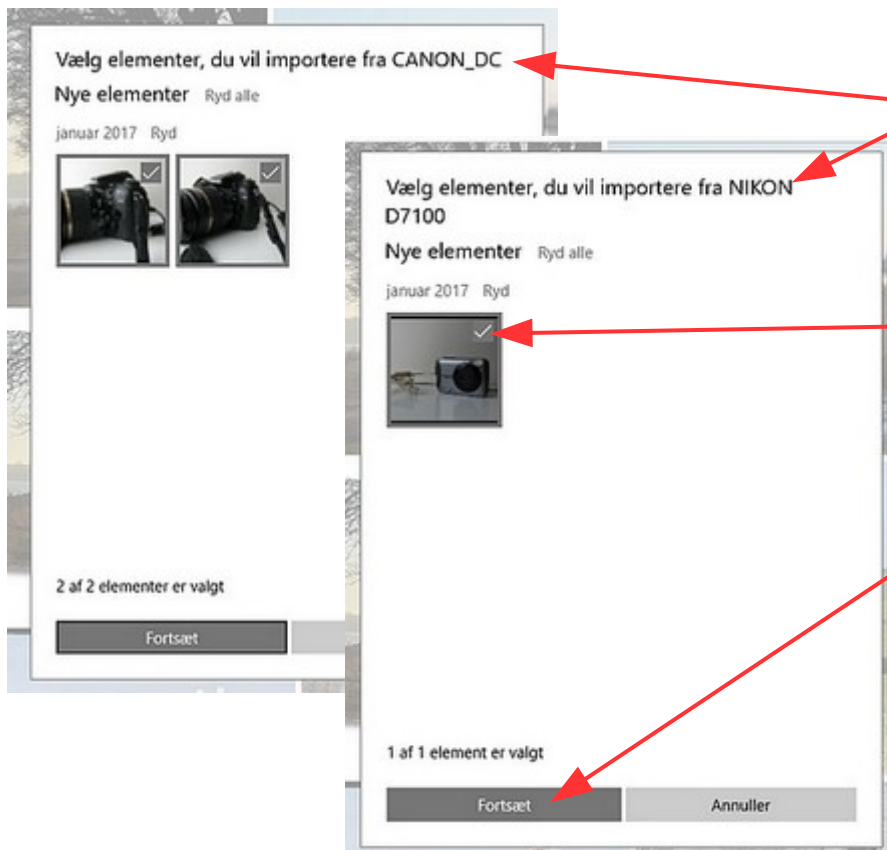 Vælg elementer, du vil importere fra CANON_DC
Nye elementer Ryd alle
januar 2017 Ryd
2 af 2 elementer er valgt
Fortsæt
Vælg elementer, du vil importere fra NIKON
D7100
Nye elementer Ryd alle
januar 2017 Ryd
1 af 1 element er valgt
Fortsæt Annuller